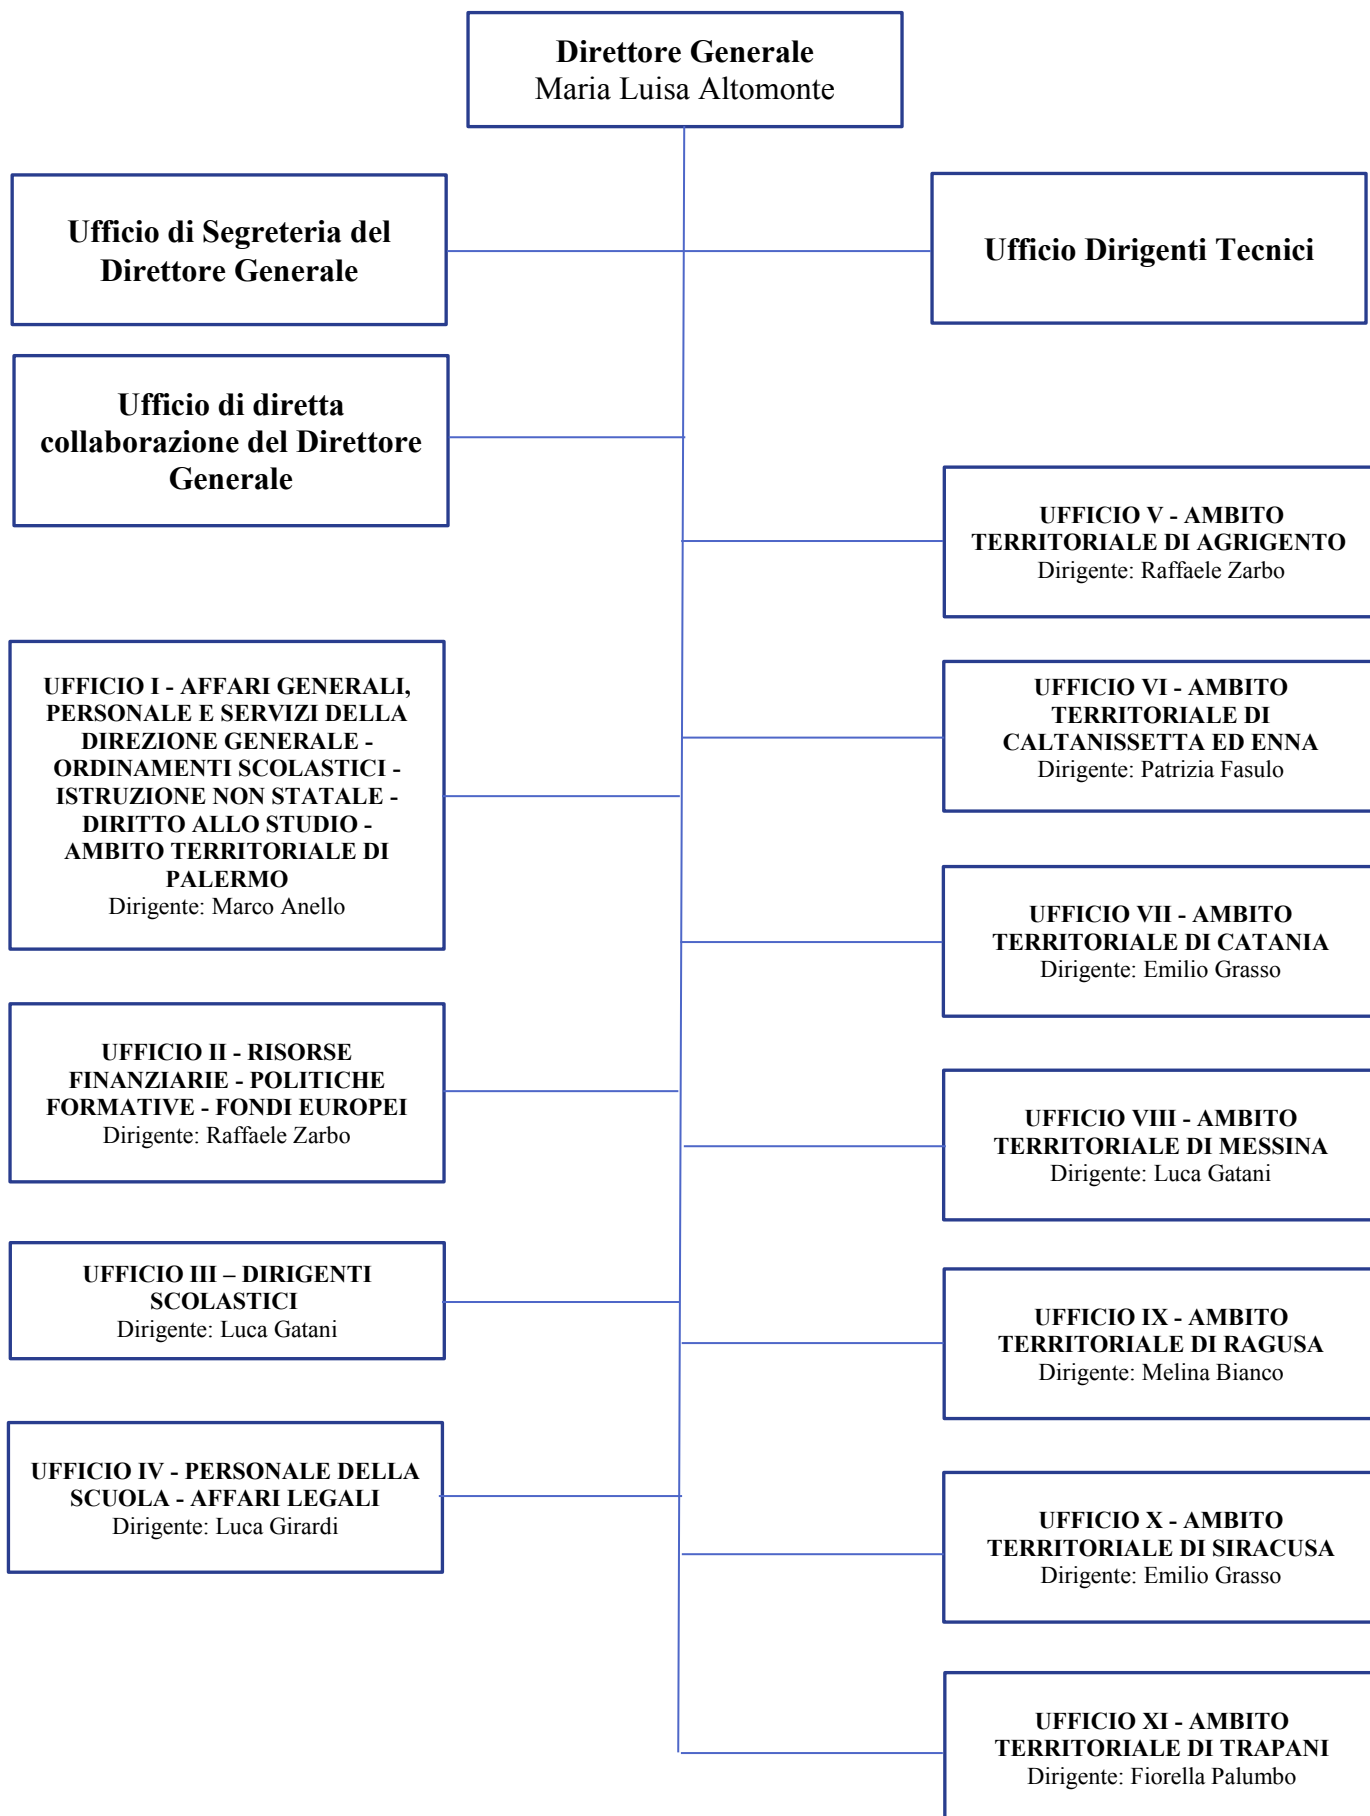 Direttore Generale
Maria Luisa Altomonte
Ufficio di Segreteria del
Direttore Generale
Ufficio Dirigenti Tecnici
Ufficio di diretta
collaborazione del Direttore
Generale
UFFICIO I - AFFARI GENERALI,
PERSONALE E SERVIZI DELLA
DIREZIONE GENERALE -
ORDINAMENTI SCOLASTICI -
ISTRUZIONE NON STATALE -
DIRITTO ALLO STUDIO -
AMBITO TERRITORIALE DI
PALERMO
Dirigente: Marco Anello
UFFICIO II - RISORSE
FINANZIARIE - POLITICHE
FORMATIVE - FONDI EUROPEI
Dirigente: Raffaele Zarbo
UFFICIO III – DIRIGENTI
SCOLASTICI
Dirigente: Luca Gatani
UFFICIO IV - PERSONALE DELLA
SCUOLA - AFFARI LEGALI
Dirigente: Luca Girardi
UFFICIO V - AMBITO
TERRITORIALE DI AGRIGENTO
Dirigente: Raffaele Zarbo
UFFICIO VI - AMBITO
TERRITORIALE DI
CALTANISSETTA ED ENNA
Dirigente: Patrizia Fasulo
UFFICIO VII - AMBITO
TERRITORIALE DI CATANIA
Dirigente: Emilio Grasso
UFFICIO VIII - AMBITO
TERRITORIALE DI MESSINA
Dirigente: Luca Gatani
UFFICIO IX - AMBITO
TERRITORIALE DI RAGUSA
Dirigente: Melina Bianco
UFFICIO X - AMBITO
TERRITORIALE DI SIRACUSA
Dirigente: Emilio Grasso
UFFICIO XI - AMBITO
TERRITORIALE DI TRAPANI
Dirigente: Fiorella Palumbo